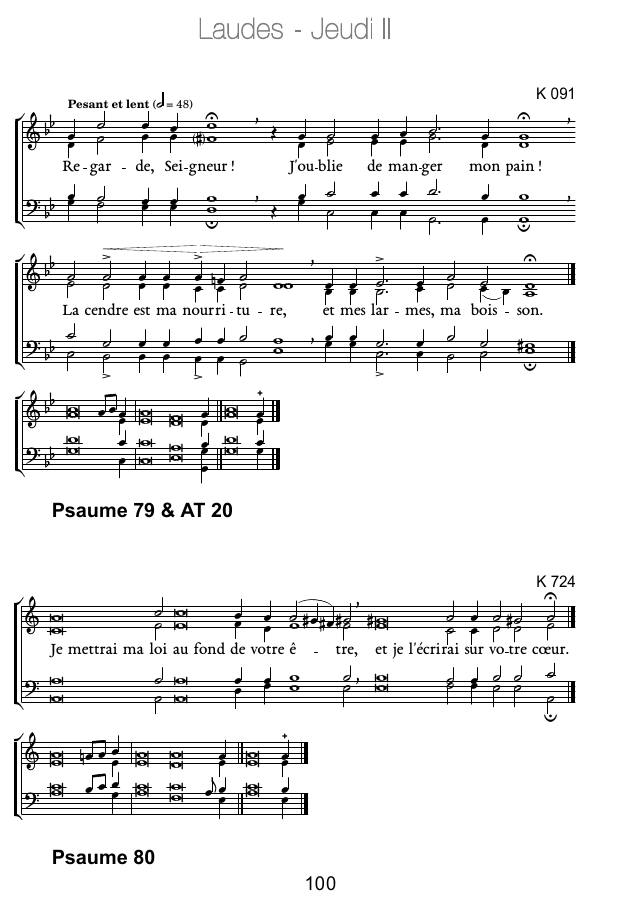 Laudes - Jeudi II
K 091
Pesant et lent (𝅗𝅥 = 48)
Re - gar - de, Sei - gneur ! J'ou - blie de man - ger mon pain !
La cendre est ma nourri - tu - re, et mes lar - mes, ma bois - son.
Psaume 79 & AT 20
K 724
Je mettrai ma loi au fond de votre ê - tre, et je l'écrirai sur vo-tre cœur.
Psaume 80
100